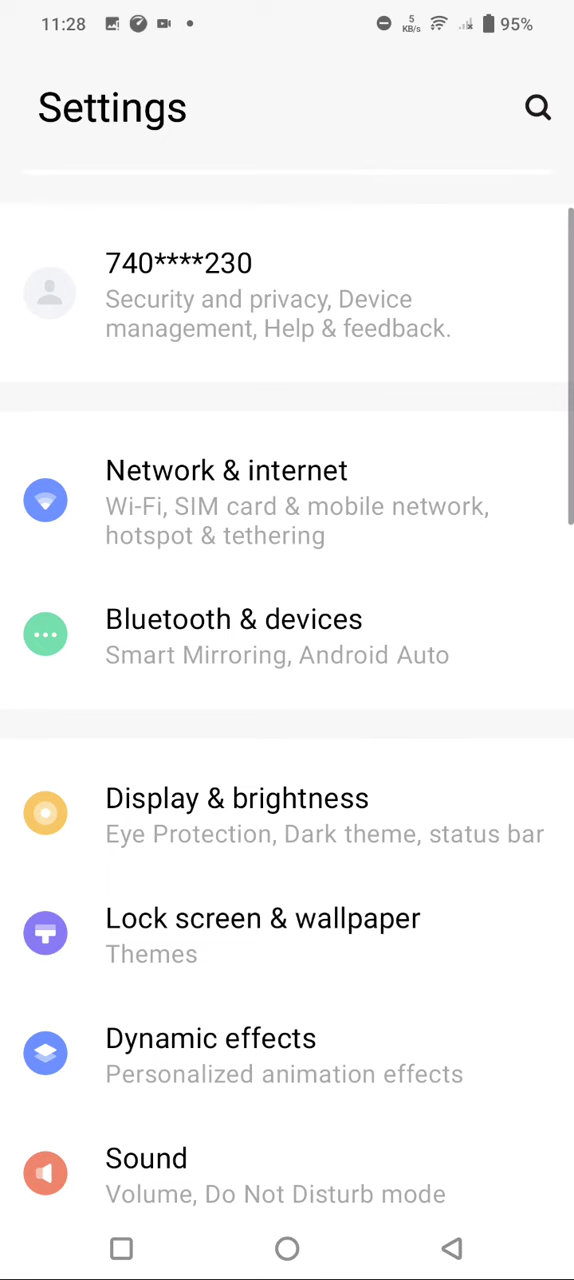 11:28 5 KB/s 95%
Settings
740****230
Security and privacy, Device
management, Help & feedback.
Network & internet
Wi-Fi, SIM card & mobile network,
hotspot & tethering
Bluetooth & devices
Smart Mirroring, Android Auto
Display & brightness
Eye Protection, Dark theme, status bar
Lock screen & wallpaper
Themes
Dynamic effects
Personalized animation effects
Sound
Volume, Do Not Disturb mode